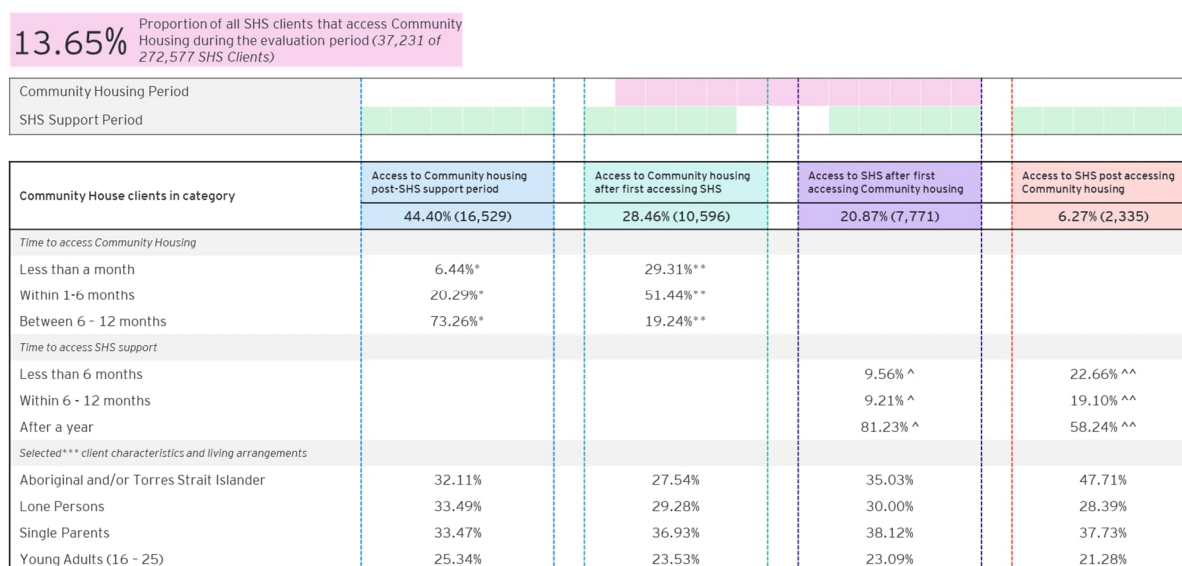 13.65%
Proportion of all SHS clients that access Community
Housing during the evaluation period (37,231 of
272,577 SHS Clients)
Community Housing Period
SHS Support Period
Community House clients in category
Access to Community housing
post-SHS support period
Access to Community housing
after first accessing SHS
Access to SHS after first
accessing Community housing
Access to SHS post accessing
Community housing
44.40% (16,529) 28.46% (10,596) 20.87% (7,771) 6.27% (2,335)
Time to access Community Housing
Less than a month 6.44%* 29.31%**
Within 1-6 months 20.29%* 51.44%**
Between 6 – 12 months 73.26%* 19.24%**
Time to access SHS support
Less than 6 months 9.56% ^ 22.66% ^^
Within 6 - 12 months 9.21% ^ 19.10% ^^
After a year 81.23% ^ 58.24% ^^
Selected*** client characteristics and living arrangements
Aboriginal and/or Torres Strait Islander 32.11% 27.54% 35.03% 47.71%
Lone Persons 33.49% 29.28% 30.00% 28.39%
Single Parents 33.47% 36.93% 38.12% 37.73%
Young Adults (16 – 25) 25.34% 23.53% 23.09% 21.28%